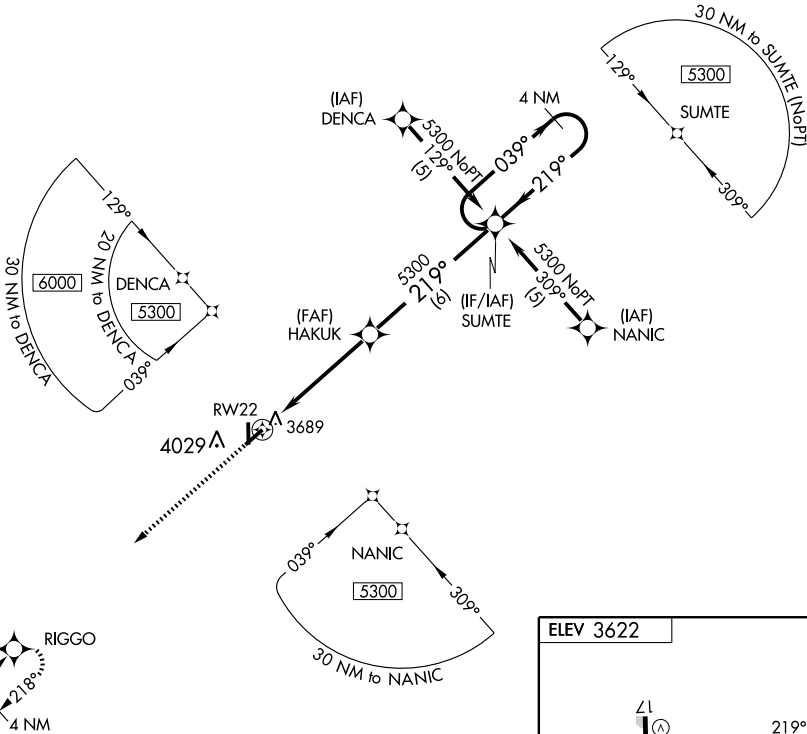 30 NM to SUMTE (NoPT)
129°
5300
SUMTE
309°
(IAF)
DENCA
5300 NoPT
129°
(5)
4 NM
039°
219°
129°
30 NM to DENCA
6000
20 NM to DENCA
DENCA
5300
039°
5300
219°
(6)
(IF/IAF)
SUMTE
5300 NoPT
309°
(5)
(IAF)
NANIC
(FAF)
HAKUK
RW22
3689
4029
039°
NANIC
5300
309°
30 NM to NANIC
RIGGO
218°
4 NM
ELEV 3622
17
V
219°